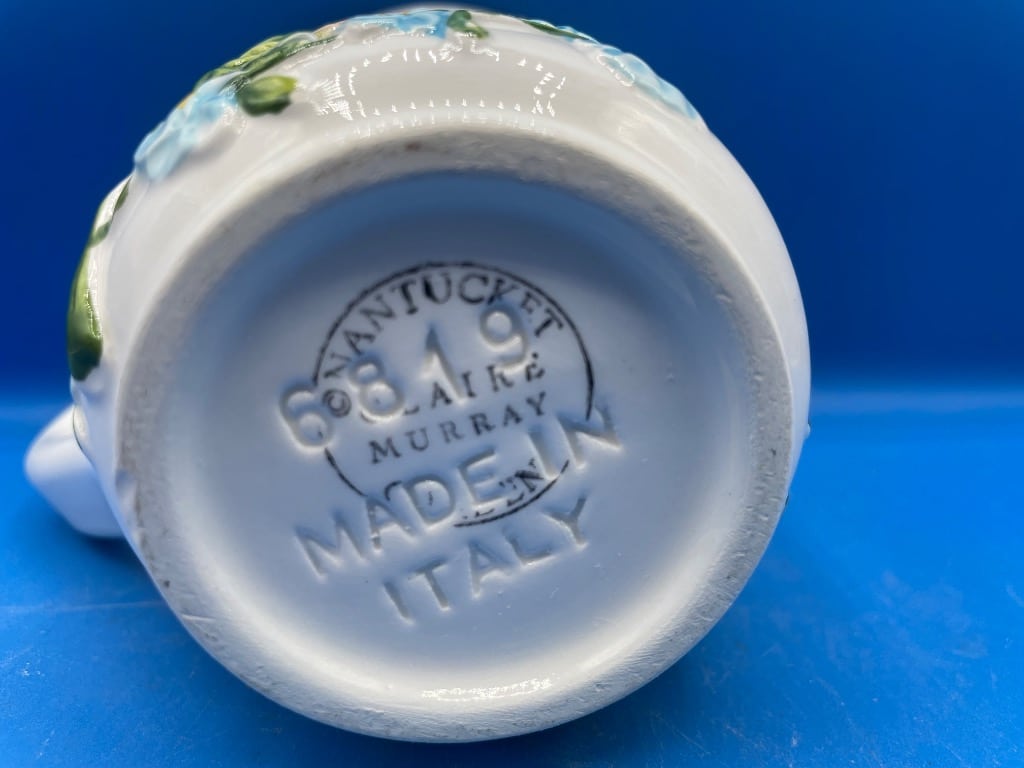 © NANTUCKET
6819
CLAIRE
MURRAY
MADE IN
ITALY